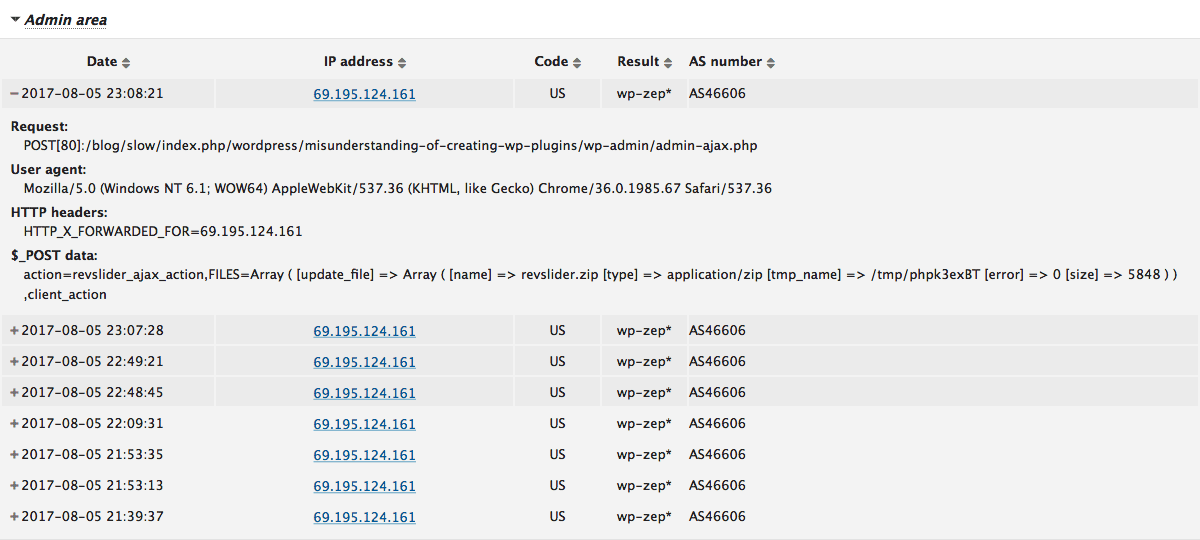 Admin area
Date IP address Code Result AS number
2017-08-05 23:08:21 69.195.124.161 US wp-zep* AS46606
Request:
POST[80]:/blog/slow/index.php/wordpress/misunderstanding-of-creating-wp-plugins/wp-admin/admin-ajax.php
User agent:
Mozilla/5.0 (Windows NT 6.1; WOW64) AppleWebKit/537.36 (KHTML, like Gecko) Chrome/36.0.1985.67 Safari/537.36
HTTP headers:
HTTP_X_FORWARDED_FOR=69.195.124.161
$_POST data:
action=revslider_ajax_action,FILES=Array ( [update_file] => Array ( [name] => revslider.zip [type] => application/zip [tmp_name] => /tmp/phpk3exBT [error] => 0 [size] => 5848 ) )
,client_action
2017-08-05 23:07:28 69.195.124.161 US wp-zep* AS46606
2017-08-05 22:49:21 69.195.124.161 US wp-zep* AS46606
2017-08-05 22:48:45 69.195.124.161 US wp-zep* AS46606
2017-08-05 22:09:31 69.195.124.161 US wp-zep* AS46606
2017-08-05 21:53:35 69.195.124.161 US wp-zep* AS46606
2017-08-05 21:53:13 69.195.124.161 US wp-zep* AS46606
2017-08-05 21:39:37 69.195.124.161 US wp-zep* AS46606